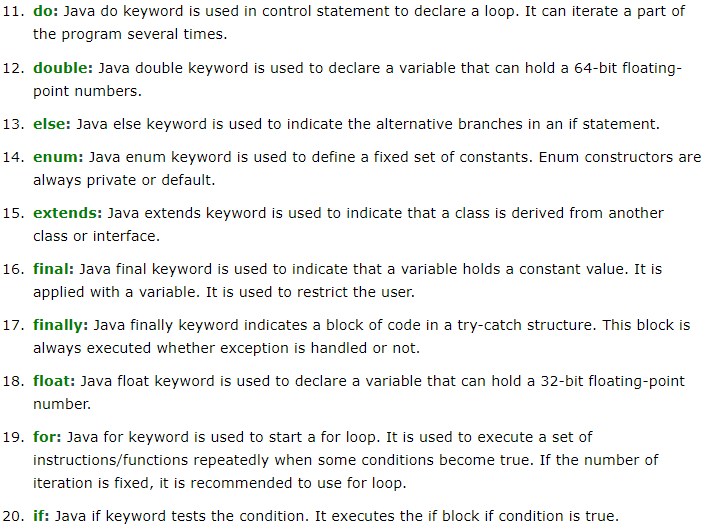 11. do: Java do keyword is used in control statement to declare a loop. It can iterate a part of
the program several times.
12. double: Java double keyword is used to declare a variable that can hold a 64-bit floating-
point numbers.
13. else: Java else keyword is used to indicate the alternative branches in an if statement.
14. enum: Java enum keyword is used to define a fixed set of constants. Enum constructors are
always private or default.
15. extends: Java extends keyword is used to indicate that a class is derived from another
class or interface.
16. final: Java final keyword is used to indicate that a variable holds a constant value. It is
applied with a variable. It is used to restrict the user.
17. finally: Java finally keyword indicates a block of code in a try-catch structure. This block is
always executed whether exception is handled or not.
18. float: Java float keyword is used to declare a variable that can hold a 32-bit floating-point
number.
19. for: Java for keyword is used to start a for loop. It is used to execute a set of
instructions/functions repeatedly when some conditions become true. If the number of
iteration is fixed, it is recommended to use for loop.
20. if: Java if keyword tests the condition. It executes the if block if condition is true.